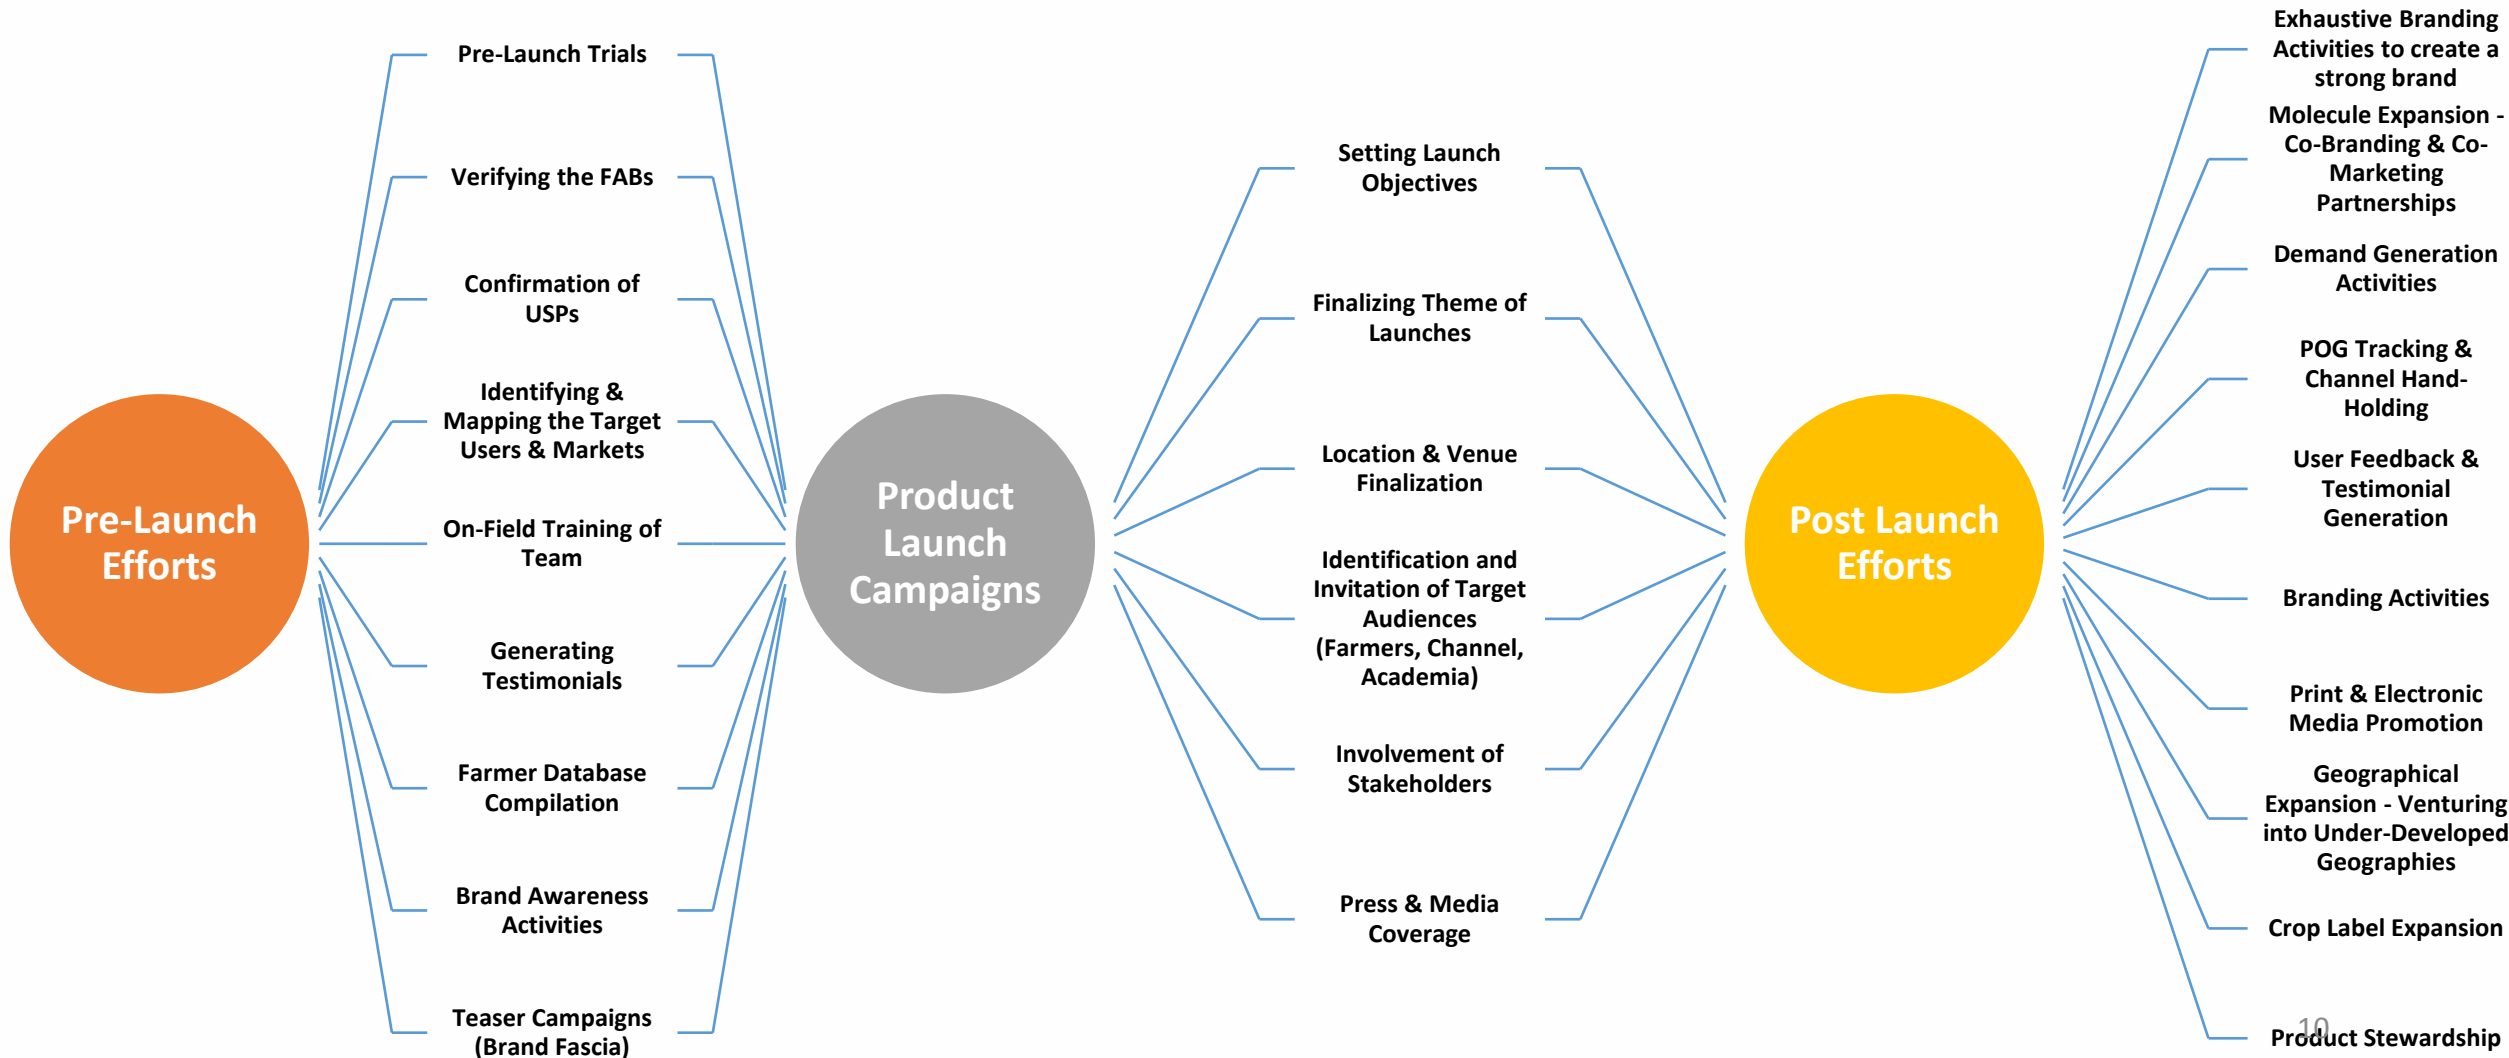 Pre-Launch
Efforts
Pre-Launch Trials
Verifying the FABs
Confirmation of
USPs
Identifying &
Mapping the Target
Users & Markets
On-Field Training of
Team
Generating
Testimonials
Farmer Database
Compilation
Brand Awareness
Activities
Teaser Campaigns
(Brand Fascia)
Product
Launch
Campaigns
Setting Launch
Objectives
Finalizing Theme of
Launches
Location & Venue
Finalization
Identification and
Invitation of Target
Audiences
(Farmers, Channel,
Academia)
Involvement of
Stakeholders
Press & Media
Coverage
Post Launch
Efforts
Exhaustive Branding
Activities to create a
strong brand
Molecule Expansion -
Co-Branding & Co-
Marketing
Partnerships
Demand Generation
Activities
POG Tracking &
Channel Hand-
Holding
User Feedback &
Testimonial
Generation
Branding Activities
Print & Electronic
Media Promotion
Geographical
Expansion - Venturing
into Under-Developed
Geographies
Crop Label Expansion
Product Stewardship
10